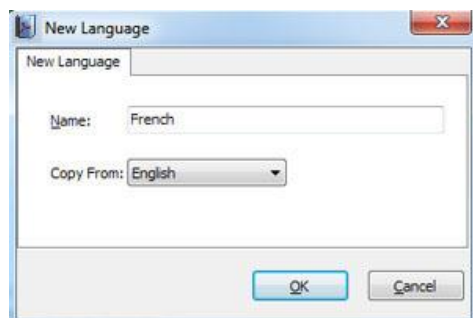 New Language
New Language
Name: French
Copy From: English
OK Cancel